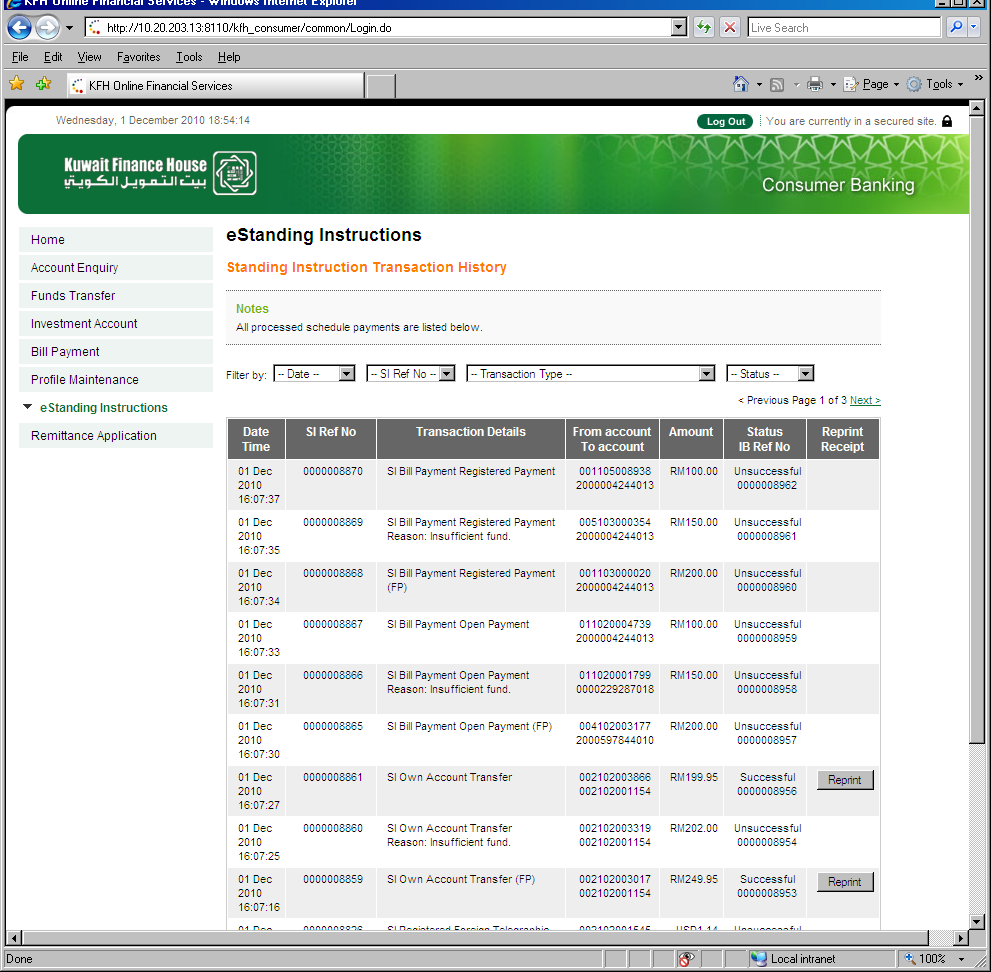 KFH Online Financial Services - Windows Internet Explorer
http://10.20.203.13:8110/kfh_consumer/common/Login.do
Live Search
File Edit View Favorites Tools Help
KFH Online Financial Services
Page Tools »
Wednesday, 1 December 2010 18:54:14
Log Out
You are currently in a secured site.
Kuwait Finance House
بيت التمويل الكويتي
Consumer Banking
Home
Account Enquiry
Funds Transfer
Investment Account
Bill Payment
Profile Maintenance
eStanding Instructions
Remittance Application
eStanding Instructions
Standing Instruction Transaction History
Notes
All processed schedule payments are listed below.
Filter by: -- Date -- -- SI Ref No -- -- Transaction Type -- -- Status --
< Previous Page 1 of 3 Next >
Date SI Ref No Transaction Details From account Amount Status Reprint
Time To account IB Ref No Receipt
01 Dec 0000008870 SI Bill Payment Registered Payment 001105008938 RM100.00 Unsuccessful
2010 2000004244013 0000008962
16:07:37
01 Dec 0000008869 SI Bill Payment Registered Payment 005103000354 RM150.00 Unsuccessful
2010 Reason: Insufficient fund. 2000004244013 0000008961
16:07:35
01 Dec 0000008868 SI Bill Payment Registered Payment 001103000020 RM200.00 Unsuccessful
2010 (FP) 2000004244013 0000008960
16:07:34
01 Dec 0000008867 SI Bill Payment Open Payment 011020004739 RM100.00 Unsuccessful
2010 2000004244013 0000008959
16:07:33
01 Dec 0000008866 SI Bill Payment Open Payment 011020001799 RM150.00 Unsuccessful
2010 Reason: Insufficient fund. 0000229287018 0000008958
16:07:31
01 Dec 0000008865 SI Bill Payment Open Payment (FP) 004102003177 RM200.00 Unsuccessful
2010 2000597844010 0000008957
16:07:30
01 Dec 0000008861 SI Own Account Transfer 002102003866 RM199.95 Successful Reprint
2010 002102001154 0000008956
16:07:27
01 Dec 0000008860 SI Own Account Transfer 002102003319 RM202.00 Unsuccessful
2010 Reason: Insufficient fund. 002102001154 0000008954
16:07:25
01 Dec 0000008859 SI Own Account Transfer (FP) 002102003017 RM249.95 Successful Reprint
2010 002102001154 0000008953
16:07:16
Done
Local intranet
100%